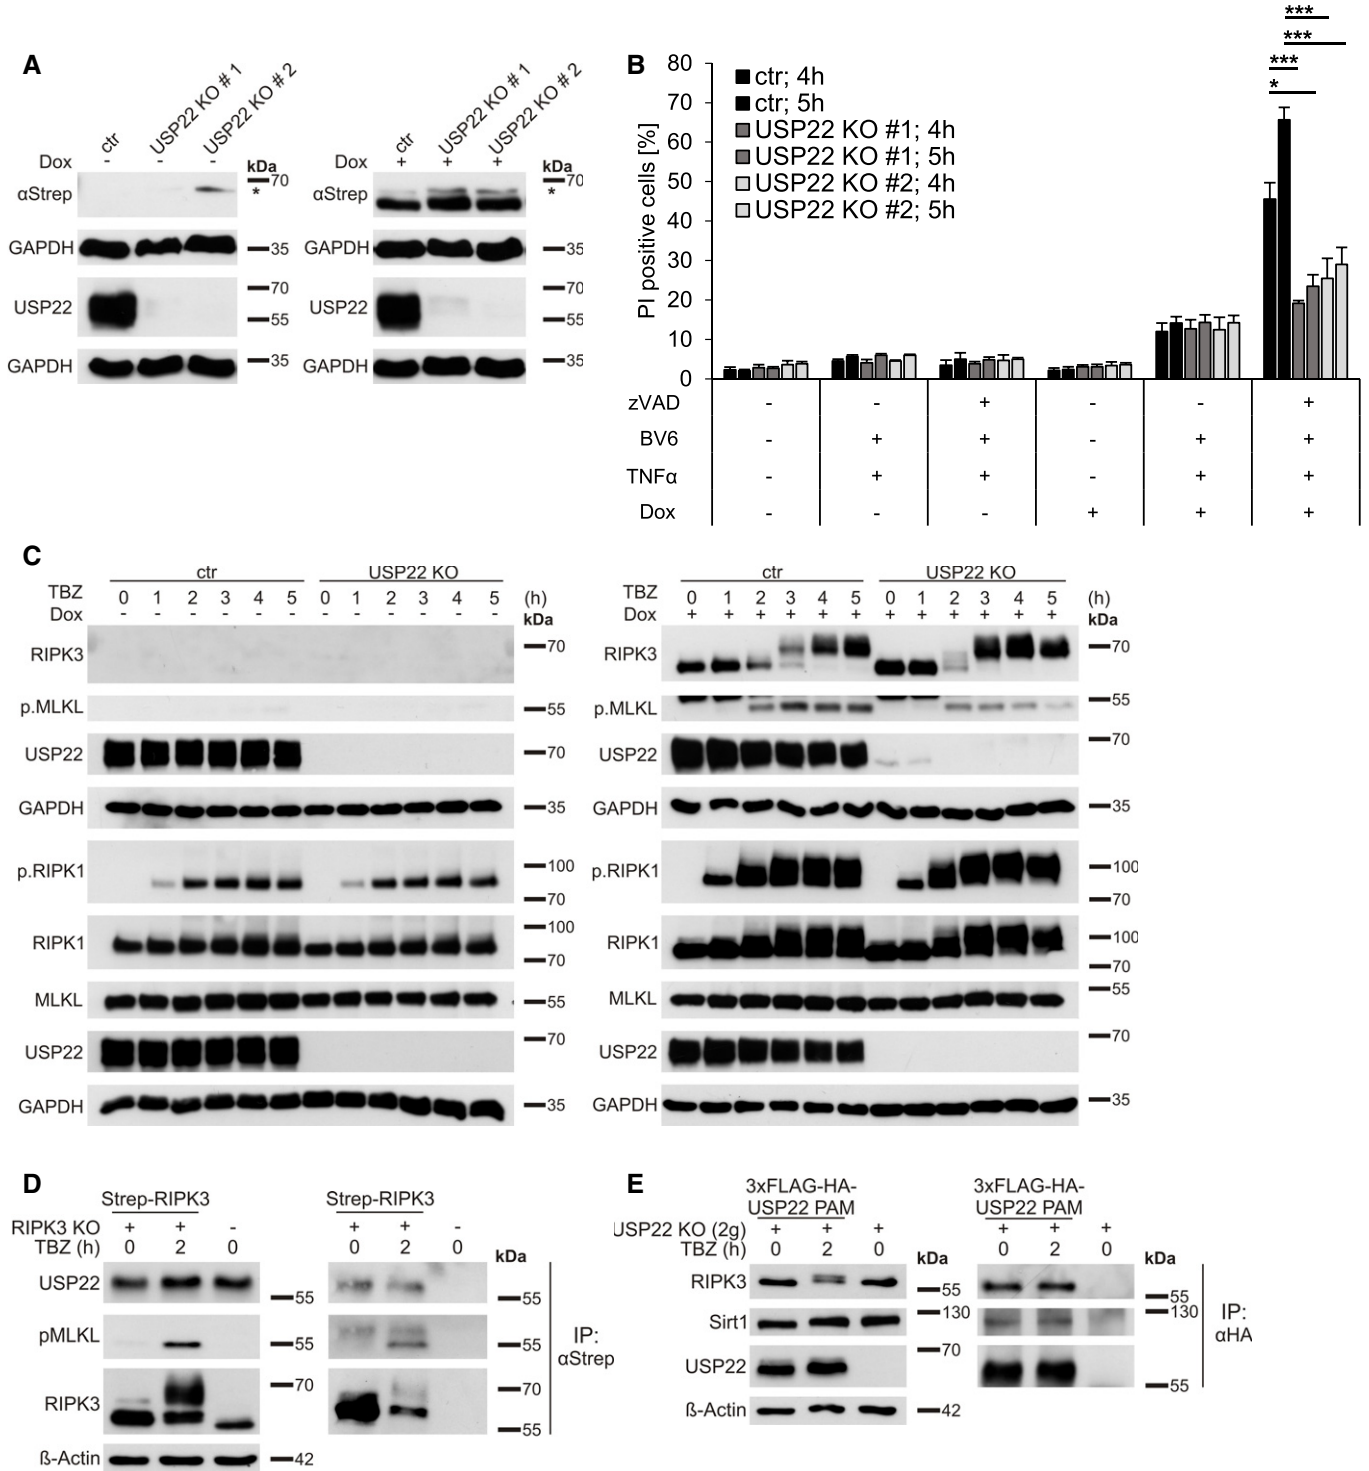 A
ctr
USP22 KO # 1
USP22 KO # 2
ctr
USP22 KO # 1
USP22 KO # 2
Dox - - - kDa
Dox + + + kDa
αStrep 70 *
αStrep 70 *
GAPDH 35
GAPDH 35
USP22 70 55
USP22 70 55
GAPDH 35
GAPDH 35
B
***
***
***
*
PI positive cells [%]
80
70
60
50
40
30
20
10
0
ctr; 4h
ctr; 5h
USP22 KO #1; 4h
USP22 KO #1; 5h
USP22 KO #2; 4h
USP22 KO #2; 5h
zVAD - - + - - +
BV6 - + + - + +
TNFα - + + - + +
Dox - - - + + +
C
ctr USP22 KO
TBZ 0 1 2 3 4 5 0 1 2 3 4 5 (h)
Dox - - - - - - - - - - - - kDa
RIPK3 70
p.MLKL 55
USP22 70
GAPDH 35
p.RIPK1 100 70
RIPK1 100 70
MLKL 55
USP22 70
GAPDH 35
ctr USP22 KO
TBZ 0 1 2 3 4 5 0 1 2 3 4 5 (h)
Dox + + + + + + + + + + + + kDa
RIPK3 70
p.MLKL 55
USP22 70
GAPDH 35
p.RIPK1 100 70
RIPK1 100 70
MLKL 55
USP22 70
GAPDH 35
D
Strep-RIPK3 Strep-RIPK3
RIPK3 KO + + - + + -
TBZ (h) 0 2 0 0 2 0 kDa
USP22 55 55
pMLKL 55 55
RIPK3 70 70 55
ß-Actin 42
IP:
αStrep
E
3xFLAG-HA-
USP22 PAM
3xFLAG-HA-
USP22 PAM
USP22 KO (2g) + + + + + +
TBZ (h) 0 2 0 0 2 0
kDa kDa
RIPK3 55 55
Sirt1 130 130
USP22 70 55
ß-Actin 42
IP:
αHA